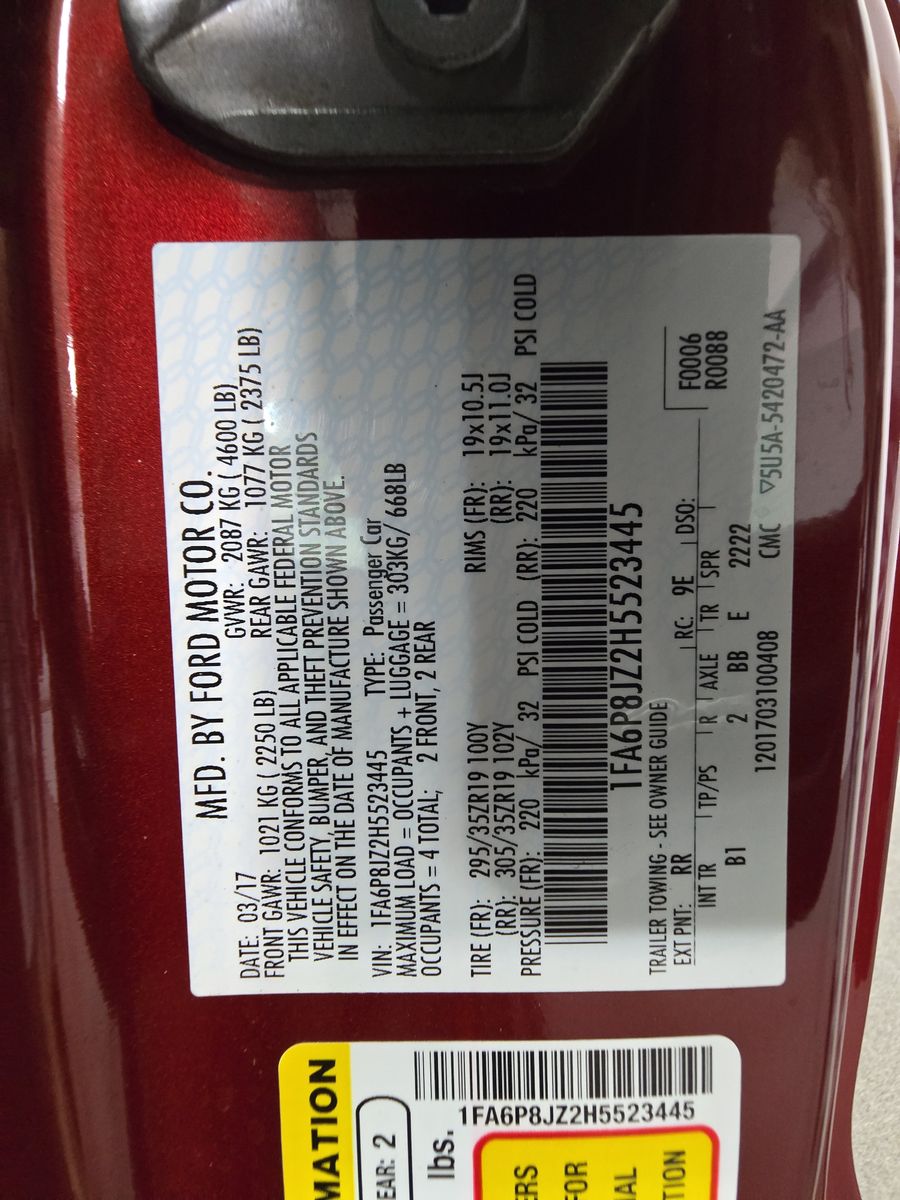 MFD. BY FORD MOTOR CO.
DATE: 03/17 GVWR: 2087 KG ( 4600 LB)
FRONT GAWR: 1021 KG ( 2250 LB) REAR GAWR: 1077 KG ( 2375 LB)
THIS VEHICLE CONFORMS TO ALL APPLICABLE FEDERAL MOTOR
VEHICLE SAFETY, BUMPER, AND THEFT PREVENTION STANDARDS
IN EFFECT ON THE DATE OF MANUFACTURE SHOWN ABOVE.
VIN: 1FA6P8JZ2H5523445 TYPE: Passenger Car
MAXIMUM LOAD = OCCUPANTS + LUGGAGE = 303KG/ 668LB
OCCUPANTS = 4 TOTAL; 2 FRONT, 2 REAR
TIRE (FR): 295/35ZR19 100Y RIMS (FR): 19x10.5J
(RR): 305/35ZR19 102Y (RR): 19x11.0J
PRESSURE (FR): 220 kPa/ 32 PSI COLD (RR): 220 kPa/ 32 PSI COLD
1FA6P8JZ2H5523445
TRAILER TOWING - SEE OWNER GUIDE
EXT PNT: RR RC: 9E DSO: F0006
R0088
INT TR TP/PS R AXLE TR SPR
B1 2 BB E 2222
1201703100408 CMC ▽5U5A-5420472-AA
MATION
EAR: 2
lbs.
1FA6P8JZ2H5523445
ERS
FOR
IAL
TION